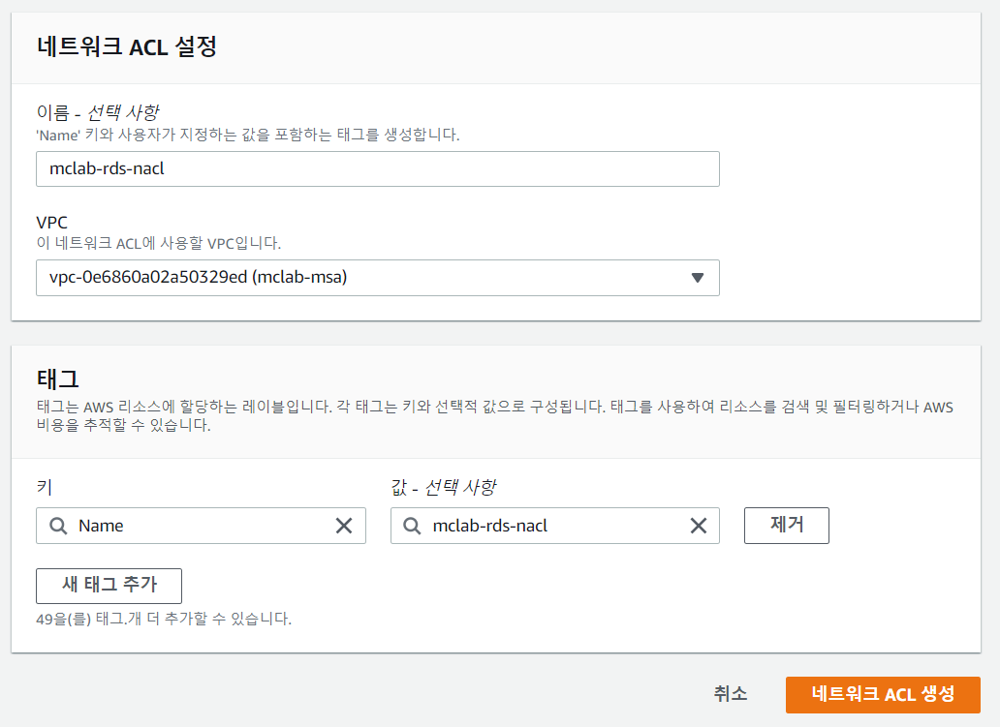 네트워크 ACL 설정
이름 - 선택 사항
'Name' 키와 사용자가 지정하는 값을 포함하는 태그를 생성합니다.
mclab-rds-nacl
VPC
이 네트워크 ACL에 사용할 VPC입니다.
vpc-0e6860a02a50329ed (mclab-msa)
태그
태그는 AWS 리소스에 할당하는 레이블입니다. 각 태그는 키와 선택적 값으로 구성됩니다. 태그를 사용하여 리소스를 검색 및 필터링하거나 AWS
비용을 추적할 수 있습니다.
키 값 - 선택 사항
Name mclab-rds-nacl 제거
새 태그 추가
49을(를) 태그.개 더 추가할 수 있습니다.
취소 네트워크 ACL 생성